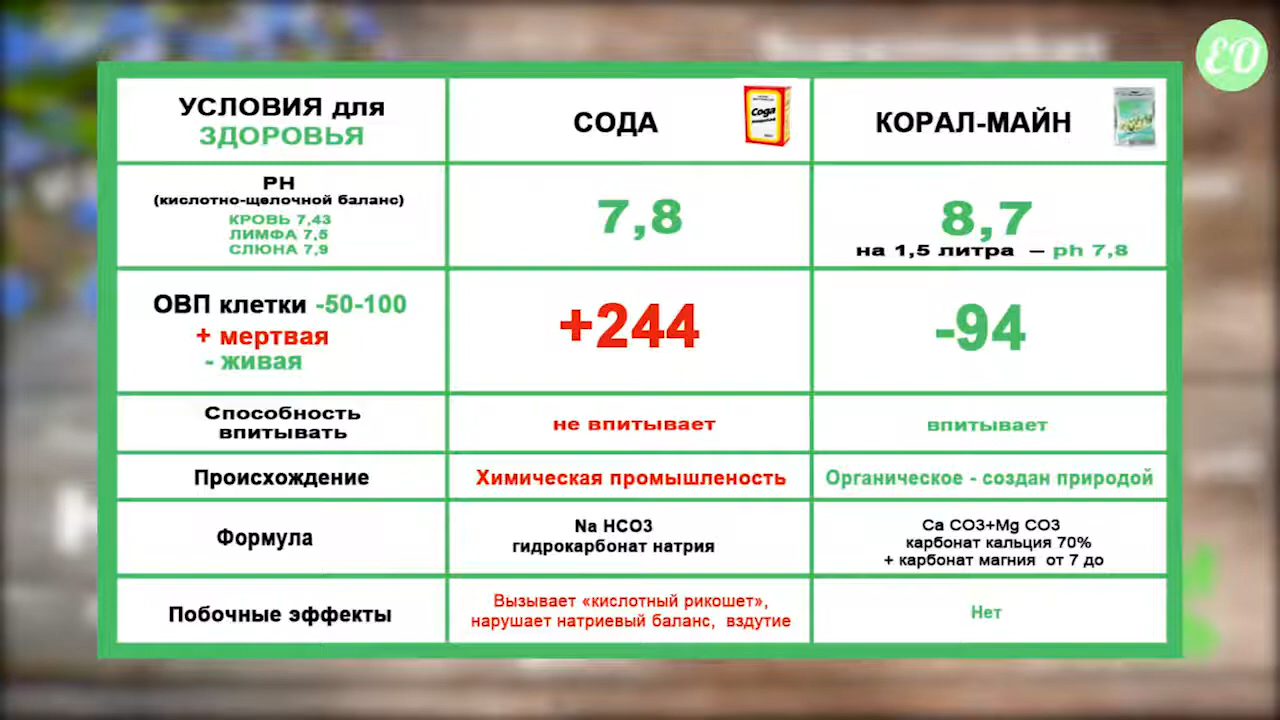 ЕО
УСЛОВИЯ для
ЗДОРОВЬЯ
СОДА
Сода
КОРАЛ-МАЙН
PH
(кислотно-щелочной баланс)
КРОВЬ 7,43
ЛИМФА 7,5
СЛЮНА 7,9
7,8
8,7
на 1,5 литра – ph 7,8
ОВП клетки -50-100
+ мертвая
- живая
+244
-94
Способность
впитывать
не впитывает
впитывает
Происхождение
Химическая промышленость
Органическое - создан природой
Формула
Na HCO3
гидрокарбонат натрия
Ca CO3+Mg CO3
карбонат кальция 70%
+ карбонат магния от 7 до
Побочные эффекты
Вызывает «кислотный рикошет»,
нарушает натриевый баланс, вздутие
Нет